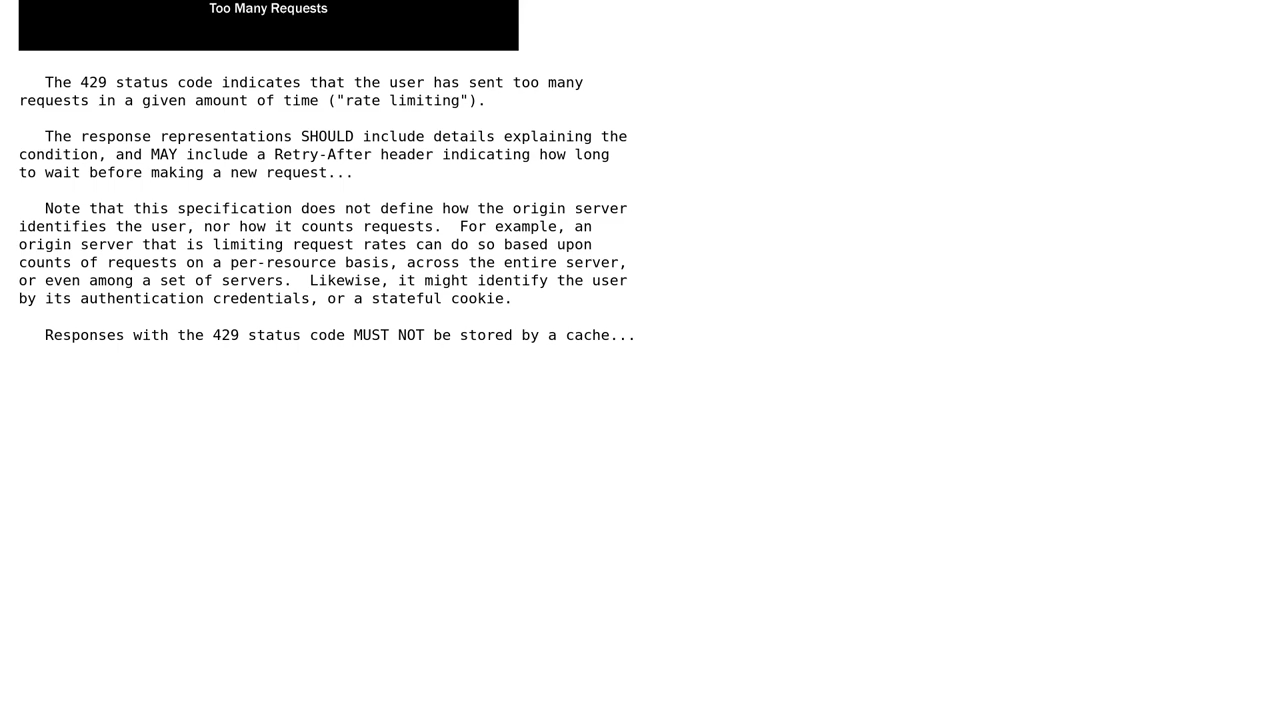 Too Many Requests
The 429 status code indicates that the user has sent too many
requests in a given amount of time ("rate limiting").
The response representations SHOULD include details explaining the
condition, and MAY include a Retry-After header indicating how long
to wait before making a new request...
Note that this specification does not define how the origin server
identifies the user, nor how it counts requests.  For example, an
origin server that is limiting request rates can do so based upon
counts of requests on a per-resource basis, across the entire server,
or even among a set of servers.  Likewise, it might identify the user
by its authentication credentials, or a stateful cookie.
Responses with the 429 status code MUST NOT be stored by a cache...